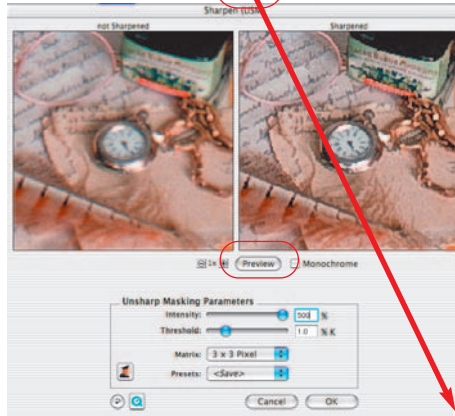 Sharpen (USM)
not Sharpened Sharpened
1x Preview Monochrome
Unsharp Masking Parameters
Intensity: 500 %
Threshold: 1.0 % K
Matrix: 3 x 3 Pixel
Presets: <Save>
Cancel OK